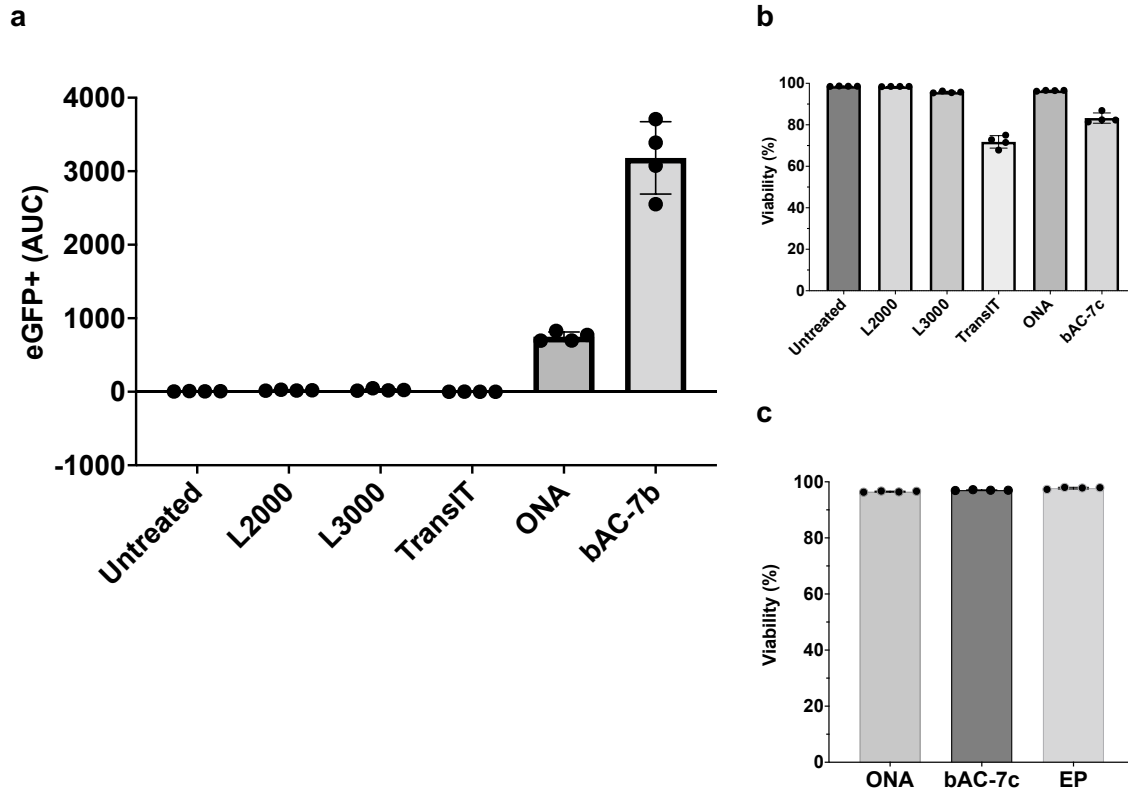 a
eGFP+ (AUC)
4000
3000
2000
1000
0
-1000
Untreated
L2000
L3000
TransIT
ONA
bAC-7b
b
Viability (%)
100
80
60
40
20
0
Untreated
L2000
L3000
TransIT
ONA
bAC-7c
c
Viability (%)
100
80
60
40
20
0
ONA
bAC-7c
EP